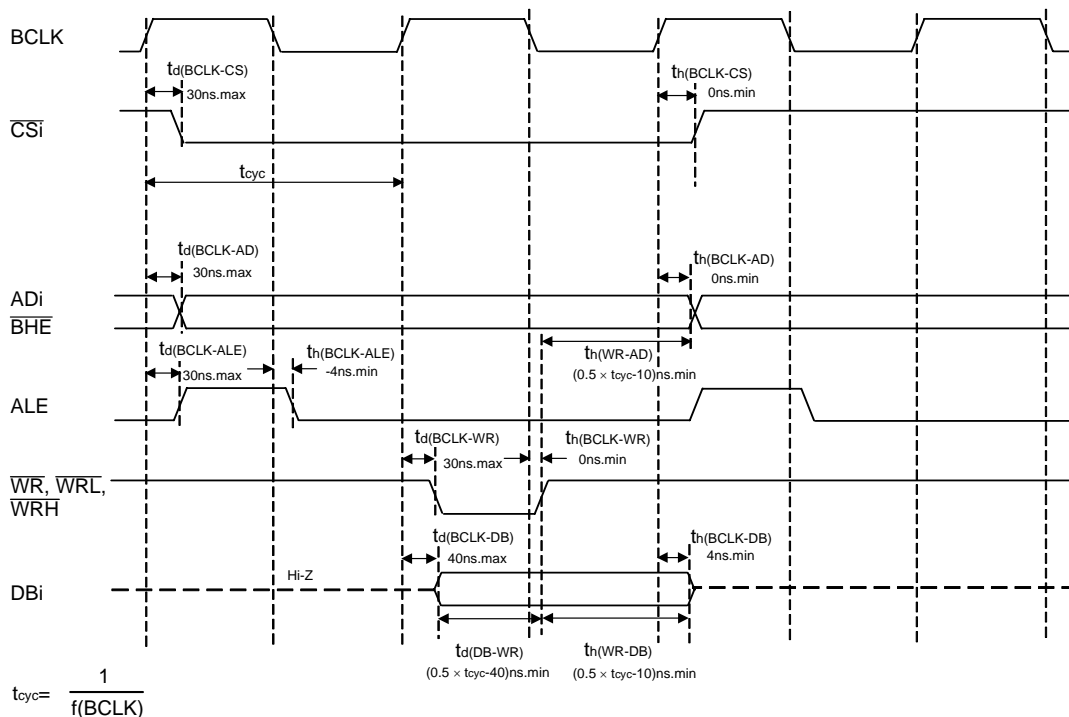 BCLK
td(BCLK-CS)
30ns.max
th(BCLK-CS)
0ns.min
CSi
tcyc
td(BCLK-AD)
30ns.max
th(BCLK-AD)
0ns.min
ADi
BHE
td(BCLK-ALE)
30ns.max
th(BCLK-ALE)
-4ns.min
th(WR-AD)
(0.5 × tcyc-10)ns.min
ALE
td(BCLK-WR)
30ns.max
th(BCLK-WR)
0ns.min
WR, WRL,
WRH
td(BCLK-DB)
40ns.max
th(BCLK-DB)
4ns.min
Hi-Z
DBi
td(DB-WR)
(0.5 × tcyc-40)ns.min
th(WR-DB)
(0.5 × tcyc-10)ns.min
tcyc= 1
f(BCLK)